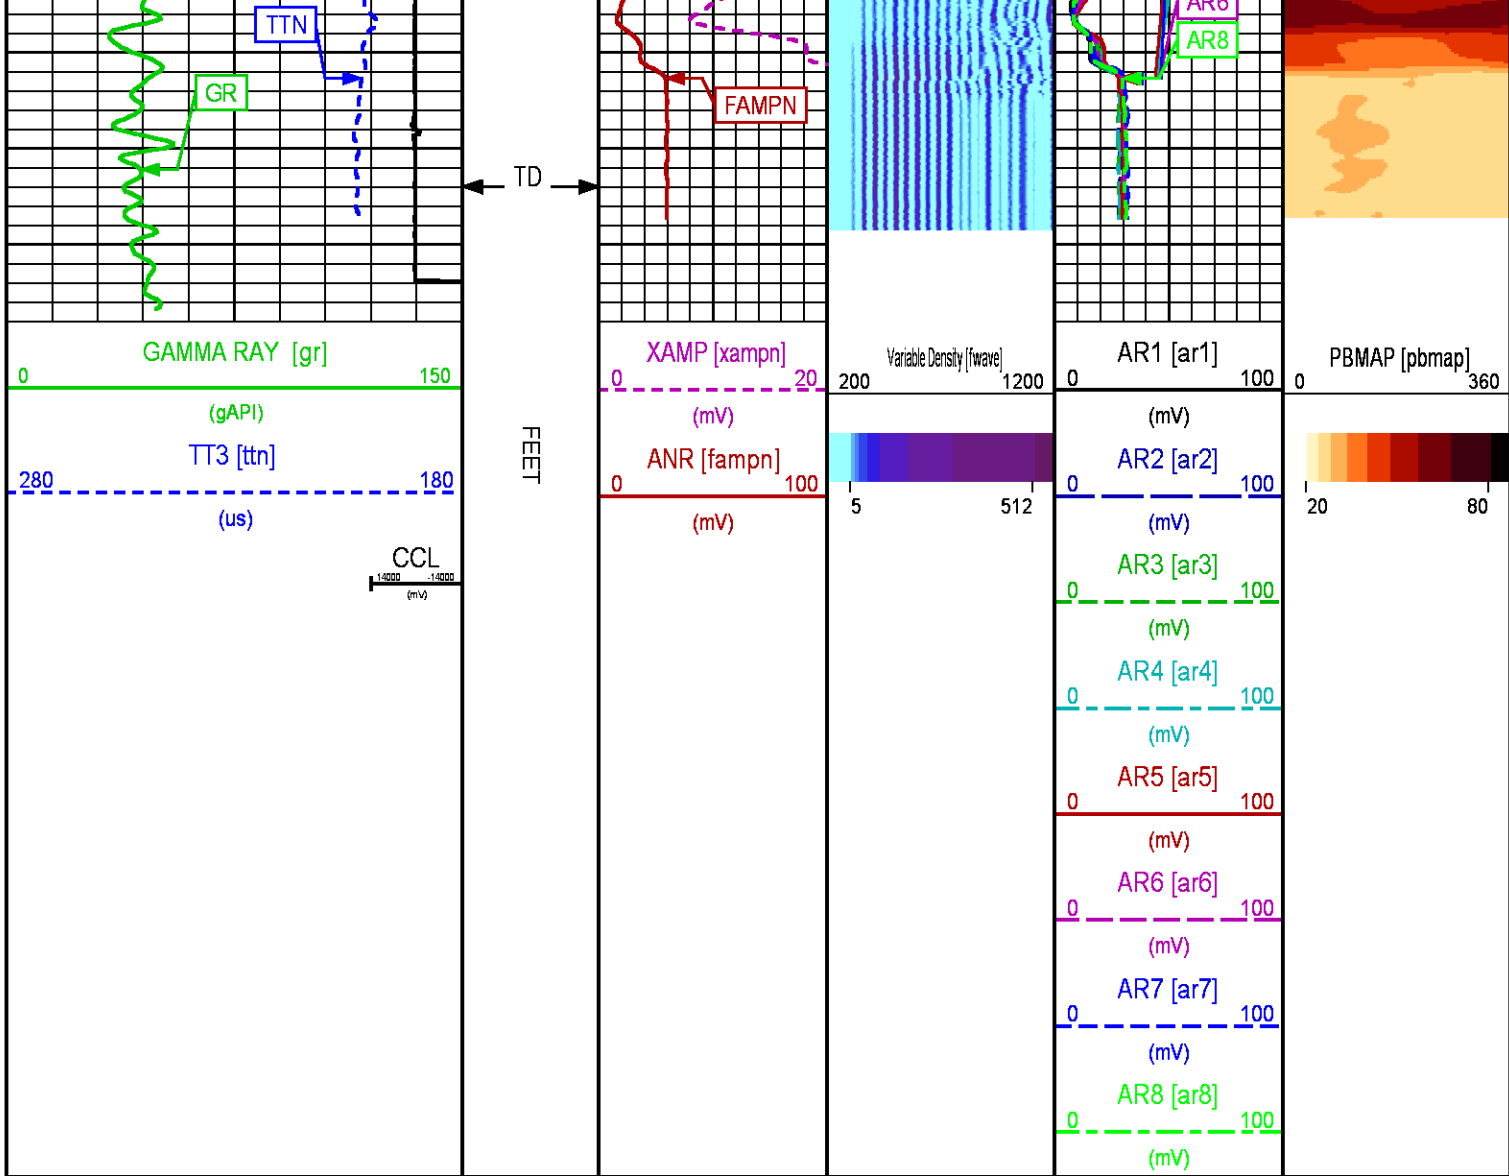 TTN
GR
TD
FAMPN
AR6
AR8
GAMMA RAY [gr]
0 150
(gAPI)
TT3 [ttn]
280 180
(us)
CCL
14000 -14000
(mV)
FEET
XAMP [xampn]
0 20
(mV)
ANR [fampn]
0 100
(mV)
Variable Density [fwave]
200 1200
5 512
AR1 [ar1]
0 100
(mV)
AR2 [ar2]
0 100
(mV)
AR3 [ar3]
0 100
(mV)
AR4 [ar4]
0 100
(mV)
AR5 [ar5]
0 100
(mV)
AR6 [ar6]
0 100
(mV)
AR7 [ar7]
0 100
(mV)
AR8 [ar8]
0 100
(mV)
PBMAP [pbmap]
0 360
20 80